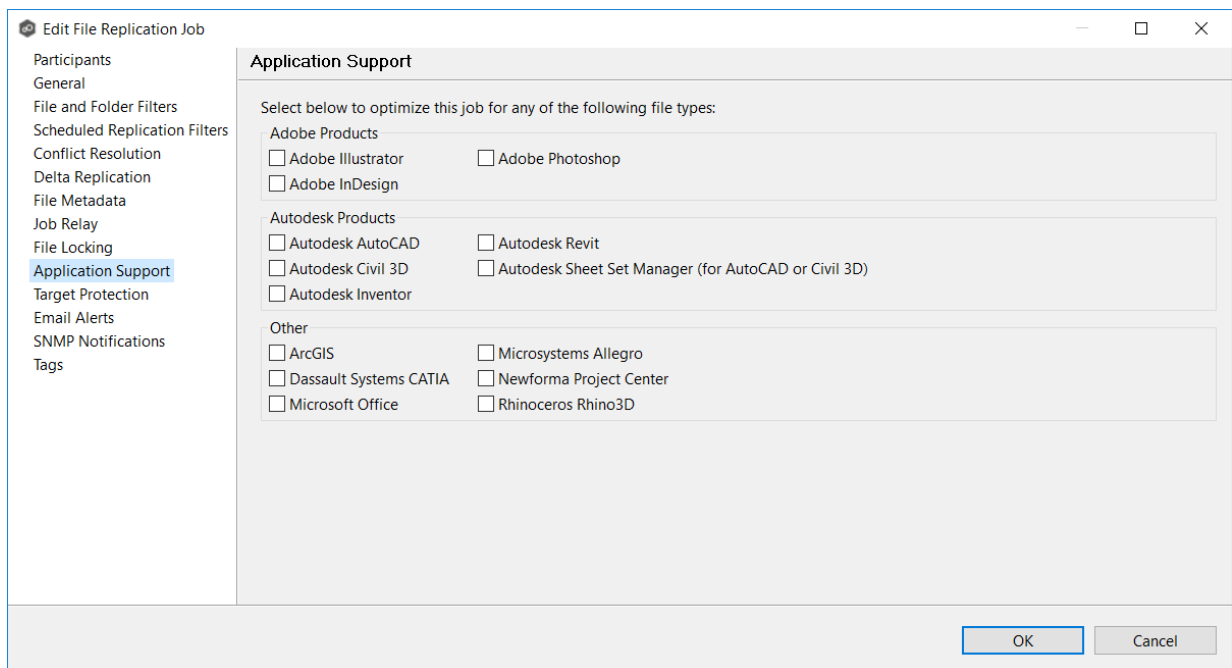 Edit File Replication Job
Participants
General
File and Folder Filters
Scheduled Replication Filters
Conflict Resolution
Delta Replication
File Metadata
Job Relay
File Locking
Application Support
Target Protection
Email Alerts
SNMP Notifications
Tags
Application Support
Select below to optimize this job for any of the following file types:
Adobe Products
Adobe Illustrator Adobe Photoshop
Adobe InDesign
Autodesk Products
Autodesk AutoCAD Autodesk Revit
Autodesk Civil 3D Autodesk Sheet Set Manager (for AutoCAD or Civil 3D)
Autodesk Inventor
Other
ArcGIS Microsystems Allegro
Dassault Systems CATIA Newforma Project Center
Microsoft Office Rhinoceros Rhino3D
OK Cancel